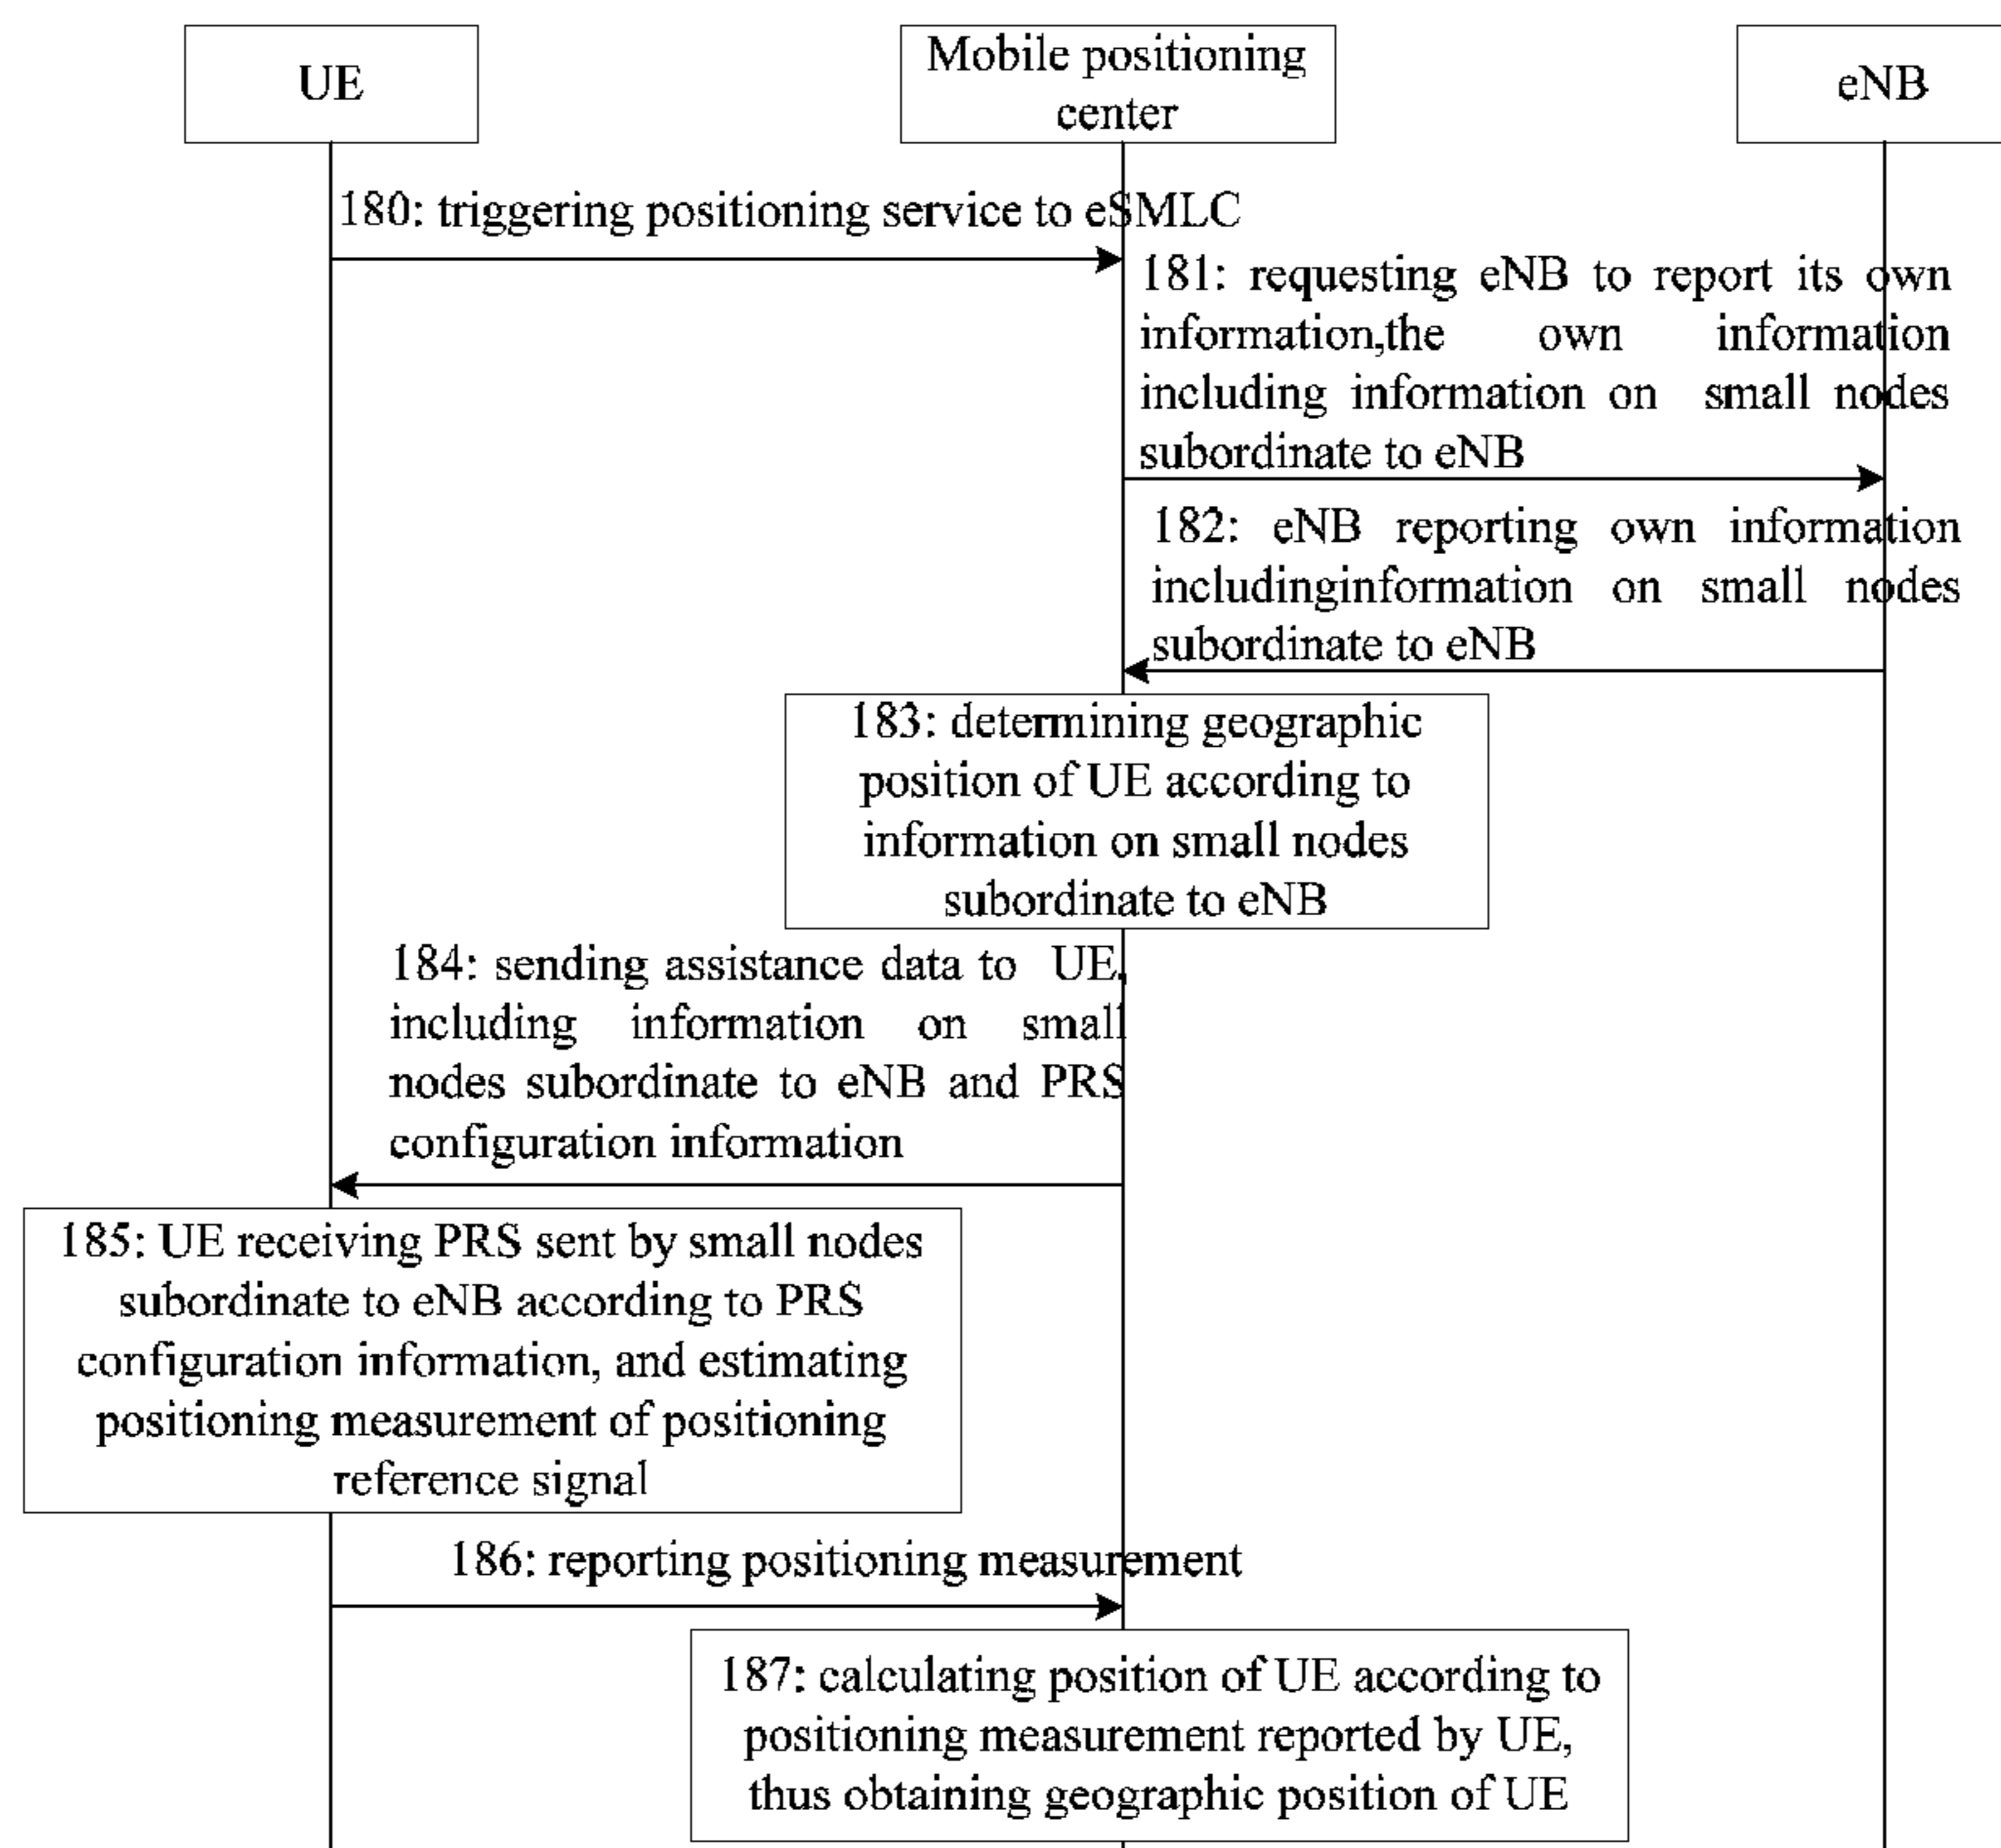 UE
Mobile positioning
center
eNB
180: triggering positioning service to eSMLC
181: requesting eNB to report its own
information,the own information
including information on small nodes
subordinate to eNB
182: eNB reporting own information
includinginformation on small nodes
subordinate to eNB
183: determining geographic
position of UE according to
information on small nodes
subordinate to eNB
184: sending assistance data to UE,
including information on small
nodes subordinate to eNB and PRS
configuration information
185: UE receiving PRS sent by small nodes
subordinate to eNB according to PRS
configuration information, and estimating
positioning measurement of positioning
reference signal
186: reporting positioning measurement
187: calculating position of UE according to
positioning measurement reported by UE,
thus obtaining geographic position of UE